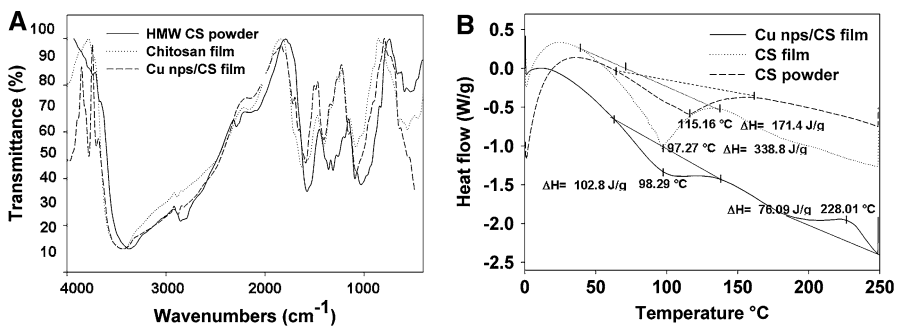 A
HMW CS powder
Chitosan film
Cu nps/CS film
Transmittance (%)
100
90
80
70
60
50
40
30
20
10
4000
3000
2000
1000
Wavenumbers (cm-1)
B
Cu nps/CS film
CS film
CS powder
Heat flow (W/g)
0.5
0.0
-0.5
-1.0
-1.5
-2.0
-2.5
115.16 °C ΔH= 171.4 J/g
97.27 °C ΔH= 338.8 J/g
ΔH= 102.8 J/g 98.29 °C
ΔH= 76.09 J/g 228.01 °C
0
50
100
150
200
250
Temperature °C